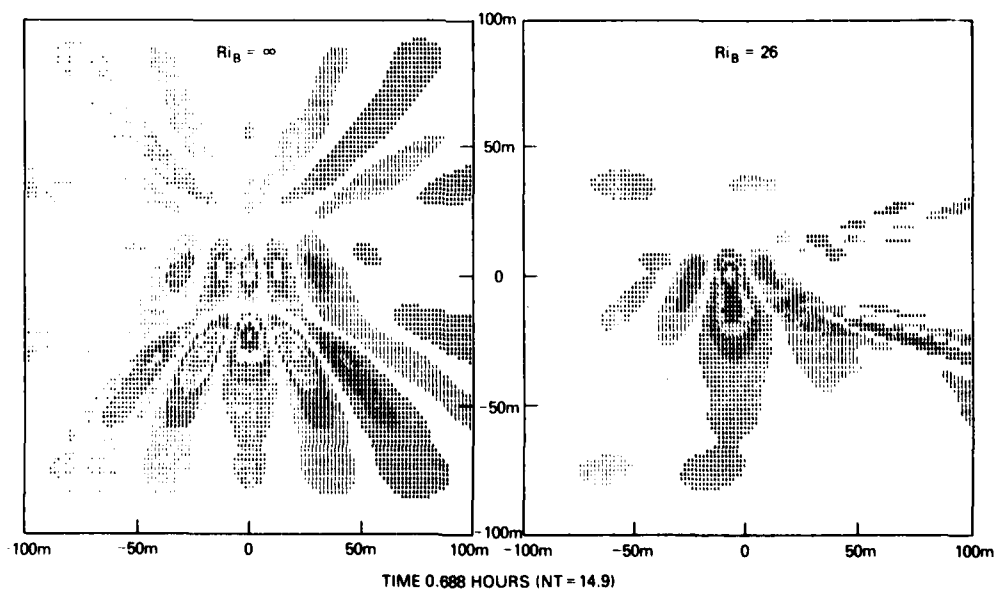 100m
Ri_B = ∞
Ri_B = 26
50m
0
-50m
-100m
-100m
-50m
0
50m
100m
-100m
-50m
0
50m
100m
TIME 0.688 HOURS (NT = 14.9)